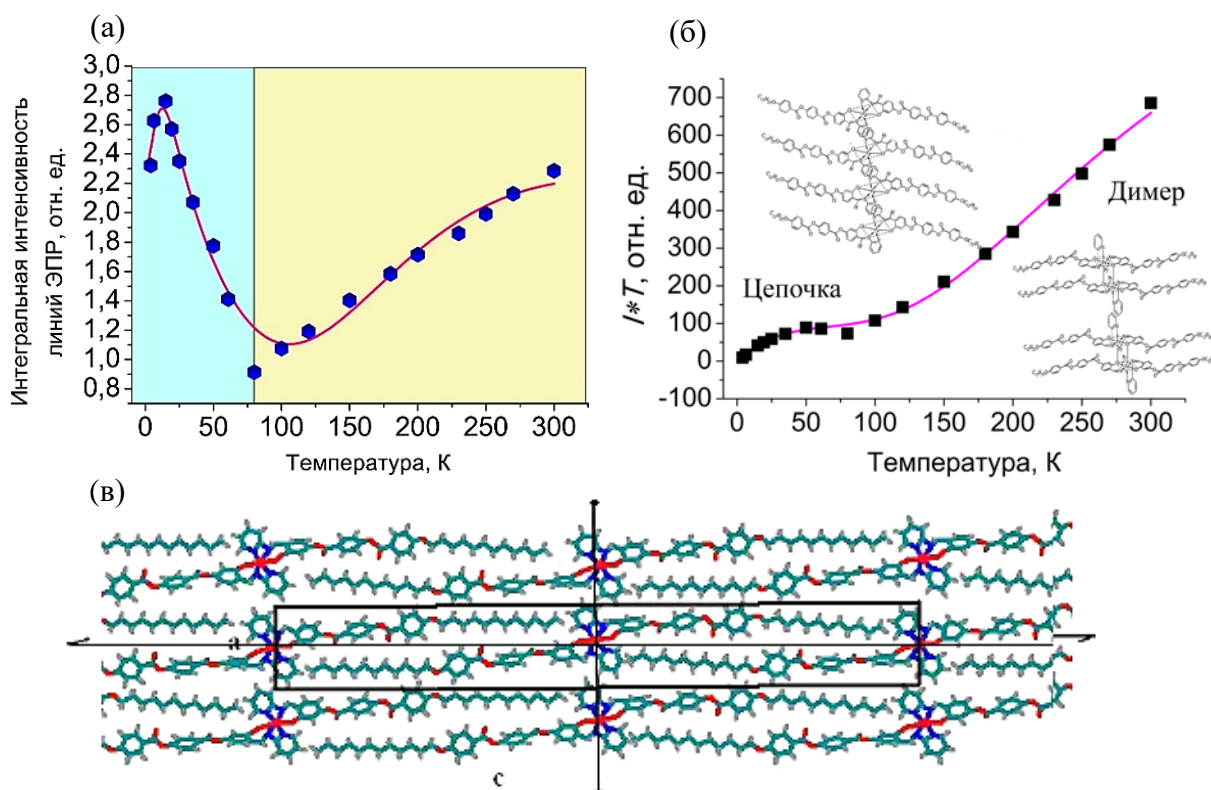 (а)
Интегральная интенсивность
линий ЭПР, отн. ед.
3,0
2,8
2,6
2,4
2,2
2,0
1,8
1,6
1,4
1,2
1,0
0,8
0
50
100
150
200
250
300
Температура, К
(б)
I*T, отн. ед.
700
600
500
400
300
200
100
0
-100
Цепочка
Димер
0
50
100
150
200
250
300
Температура, К
(в)
a
c